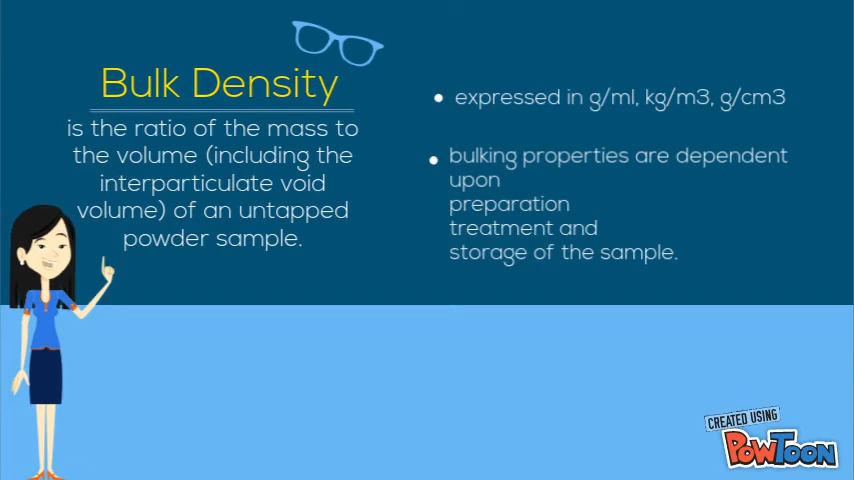 Bulk Density
is the ratio of the mass to
the volume (including the
interparticulate void
volume) of an untapped
powder sample.
• expressed in g/ml, kg/m3, g/cm3
• bulking properties are dependent
upon
preparation
treatment and
storage of the sample.
CREATED USING
POWTOON